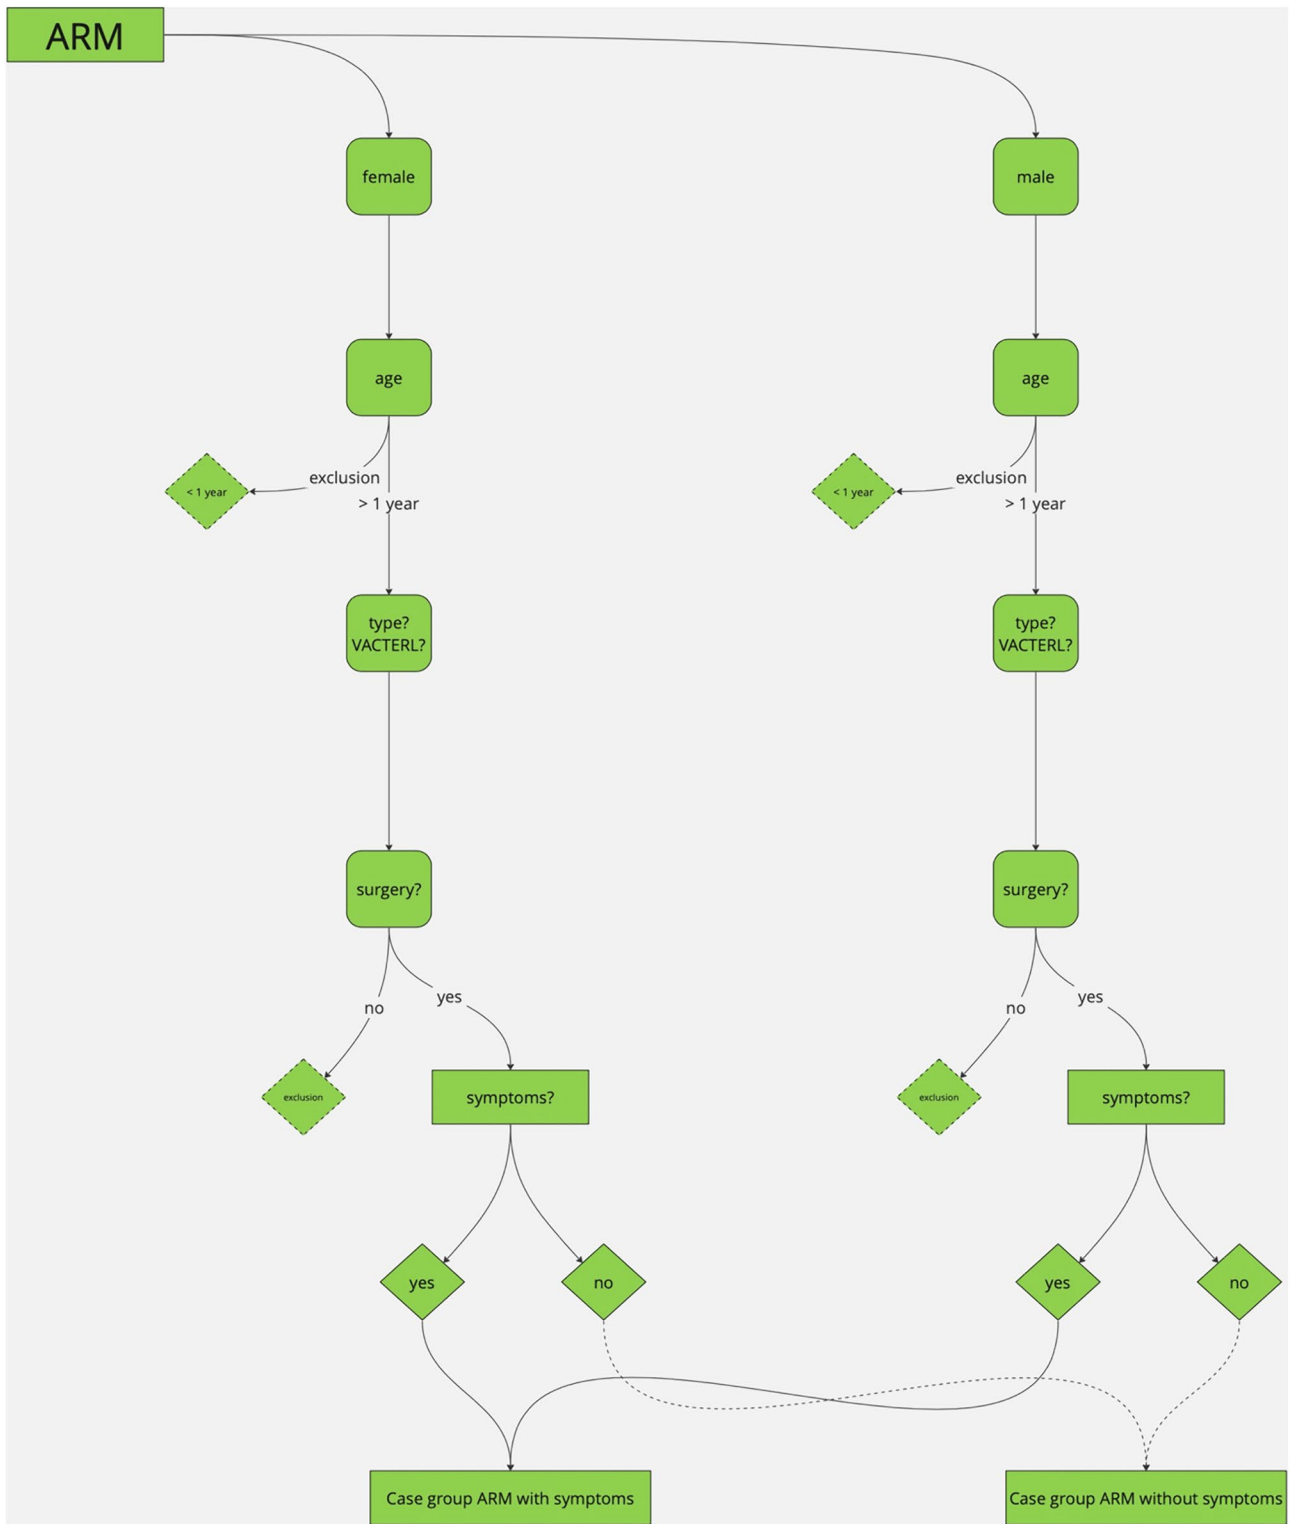 ARM
female
male
age
age
exclusion
exclusion
< 1 year
< 1 year
> 1 year
> 1 year
type?
VACTERL?
type?
VACTERL?
surgery?
surgery?
yes
yes
no
no
exclusion
symptoms?
exclusion
symptoms?
yes
no
yes
no
Case group ARM with symptoms
Case group ARM without symptoms